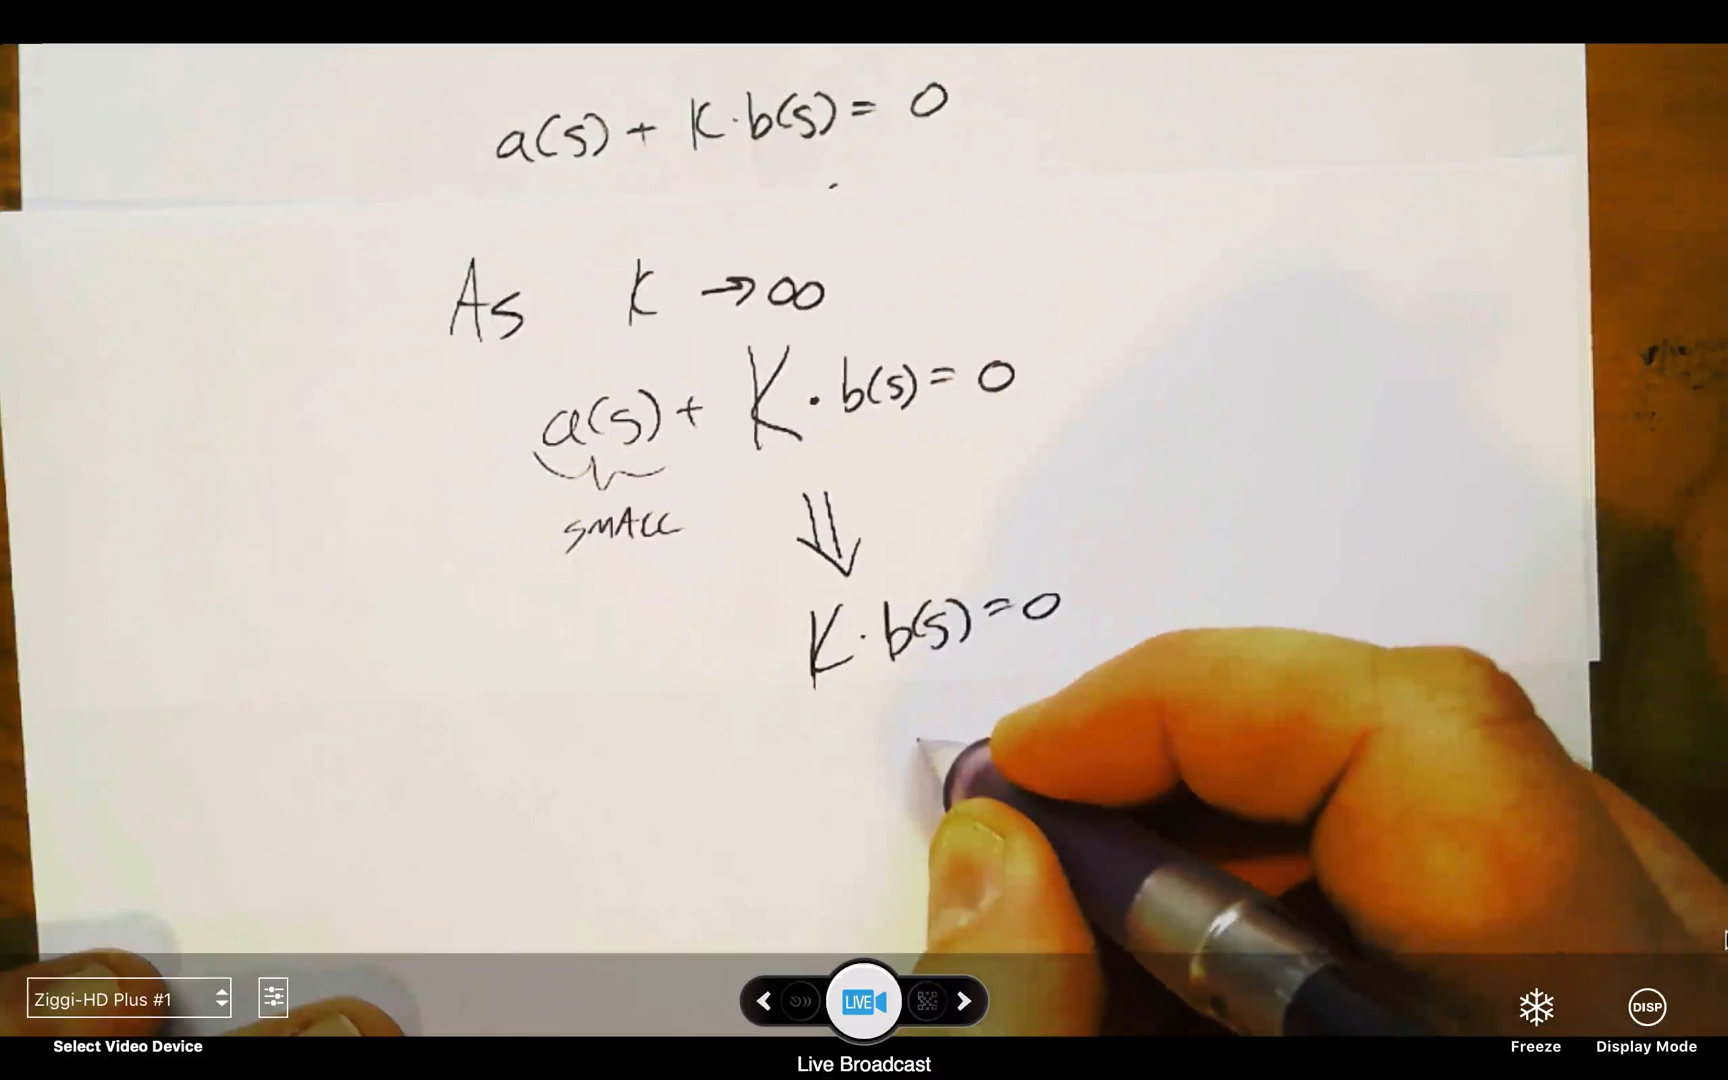 a(s) + K·b(s) = 0
As K → ∞
a(s) + K · b(s) = 0
SMALL
⇓
K · b(s) = 0
Ziggi-HD Plus #1
Select Video Device
LIVE
Live Broadcast
Freeze
DISP
Display Mode